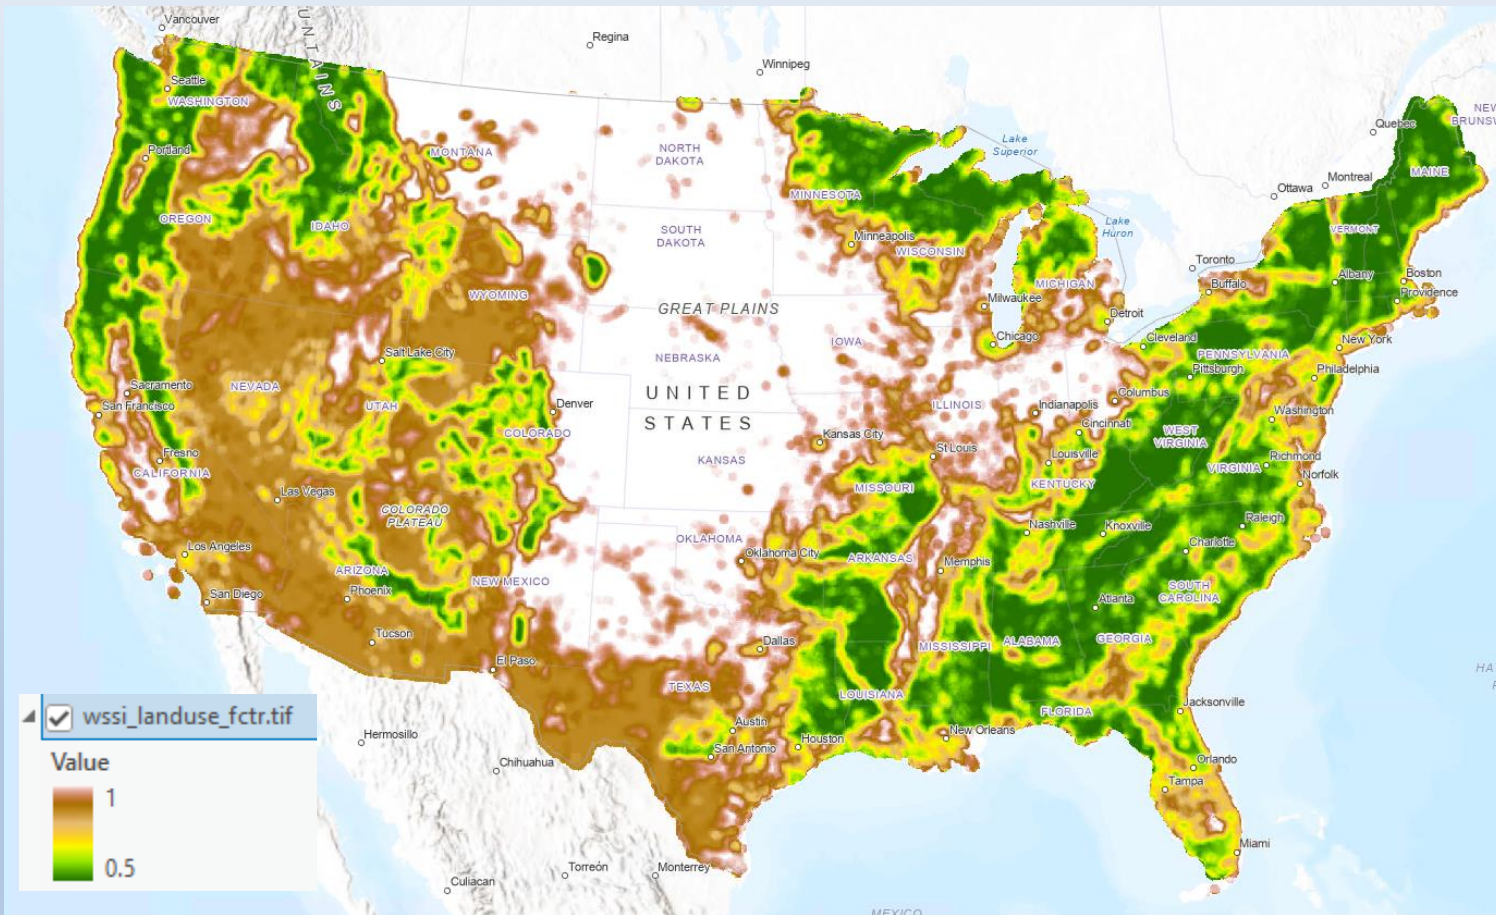 Vancouver
UNTAINS
Regina
Winnipeg
Seattle
WASHINGTON
Quebec
NEW
BRUNSW
Lake
Superior
Portland
MONTANA
NORTH
DAKOTA
Ottawa
Montreal
MAINE
MINNESOTA
OREGON
IDAHO
SOUTH
DAKOTA
Minneapolis
WISCONSIN
Lake
Huron
VERMONT
Toronto
Albany
Boston
WYOMING
GREAT PLAINS
Milwaukee
MICHIGAN
Buffalo
Providence
Detroit
Chicago
Cleveland
New York
Salt Lake City
NEBRASKA
IOWA
PENNSYLVANIA
Pittsburgh
Philadelphia
Sacramento
NEVADA
UNITED
STATES
Columbus
San Francisco
UTAH
Denver
ILLINOIS
Indianapolis
Washington
Cincinnati
COLORADO
Kansas City
WEST
VIRGINIA
Fresno
CALIFORNIA
KANSAS
St Louis
Louisville
Richmond
VIRGINIA
Norfolk
Las Vegas
COLORADO
PLATEAU
MISSOURI
KENTUCKY
Nashville
Knoxville
Raleigh
Los Angeles
OKLAHOMA
Oklahoma City
ARKANSAS
Memphis
Charlotte
ARIZONA
Phoenix
NEW MEXICO
San Diego
SOUTH
CAROLINA
Atlanta
Tucson
Dallas
MISSISSIPPI
ALABAMA
GEORGIA
El Paso
TEXAS
LOUISIANA
HA
Jacksonville
FLORIDA
wssi_landuse_fctr.tif
Austin
New Orleans
Hermosillo
San Antonio
Houston
Value
Chihuahua
Orlando
Tampa
1
0.5
Miami
Torreón
Monterrey
Culiacan
MEXICO